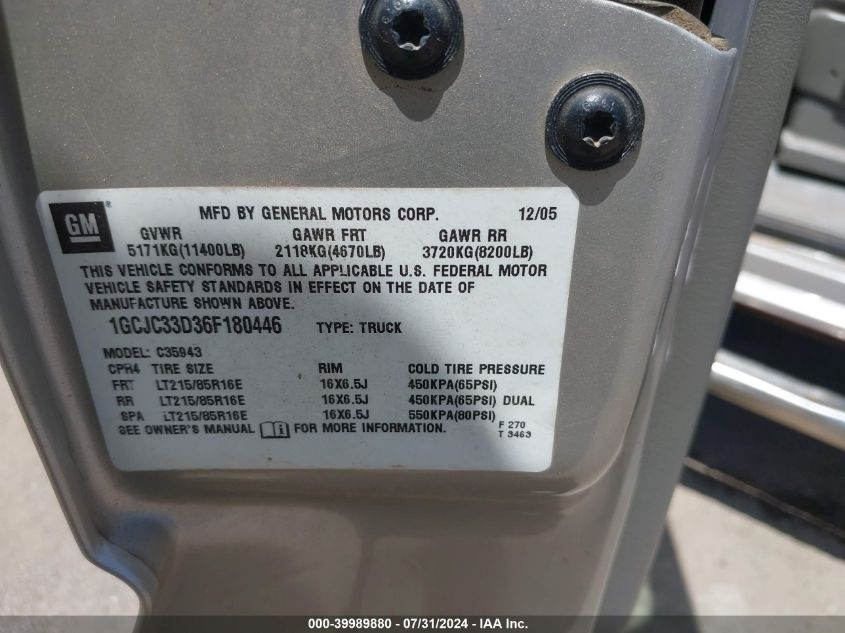 GM ®
MFD BY GENERAL MOTORS CORP. 12/05
GVWR GAWR FRT GAWR RR
5171KG(11400LB) 2118KG(4670LB) 3720KG(8200LB)
THIS VEHICLE CONFORMS TO ALL APPLICABLE U.S. FEDERAL MOTOR
VEHICLE SAFETY STANDARDS IN EFFECT ON THE DATE OF
MANUFACTURE SHOWN ABOVE.
1GCJC33D36F180446 TYPE: TRUCK
MODEL: C35943
CPR4 TIRE SIZE RIM COLD TIRE PRESSURE
FRT LT215/85R16E 16X6.5J 450KPA(65PSI)
RR LT215/85R16E 16X6.5J 450KPA(65PSI) DUAL
SPA LT215/85R16E 16X6.5J 550KPA(80PSI)
SEE OWNER'S MANUAL FOR MORE INFORMATION.
F 270
T 3463
000-39989880 - 07/31/2024 - IAA Inc.